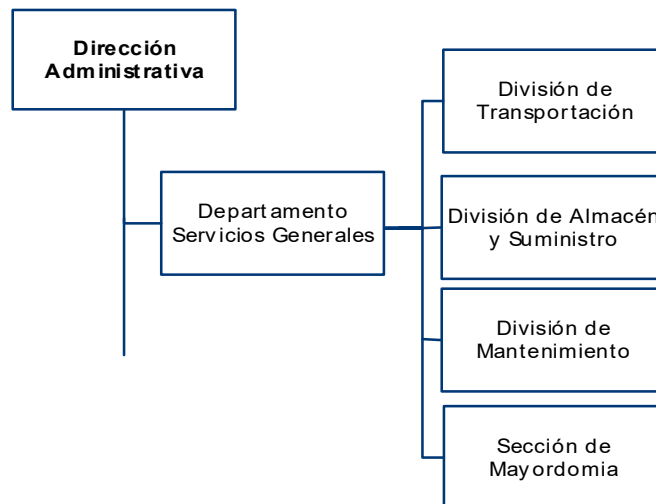 Dirección
Administrativa
División de
Transportación
Departamento
Servicios Generales
División de Almacén
y Suministro
División de
Mantenimiento
Sección de
Mayordomia